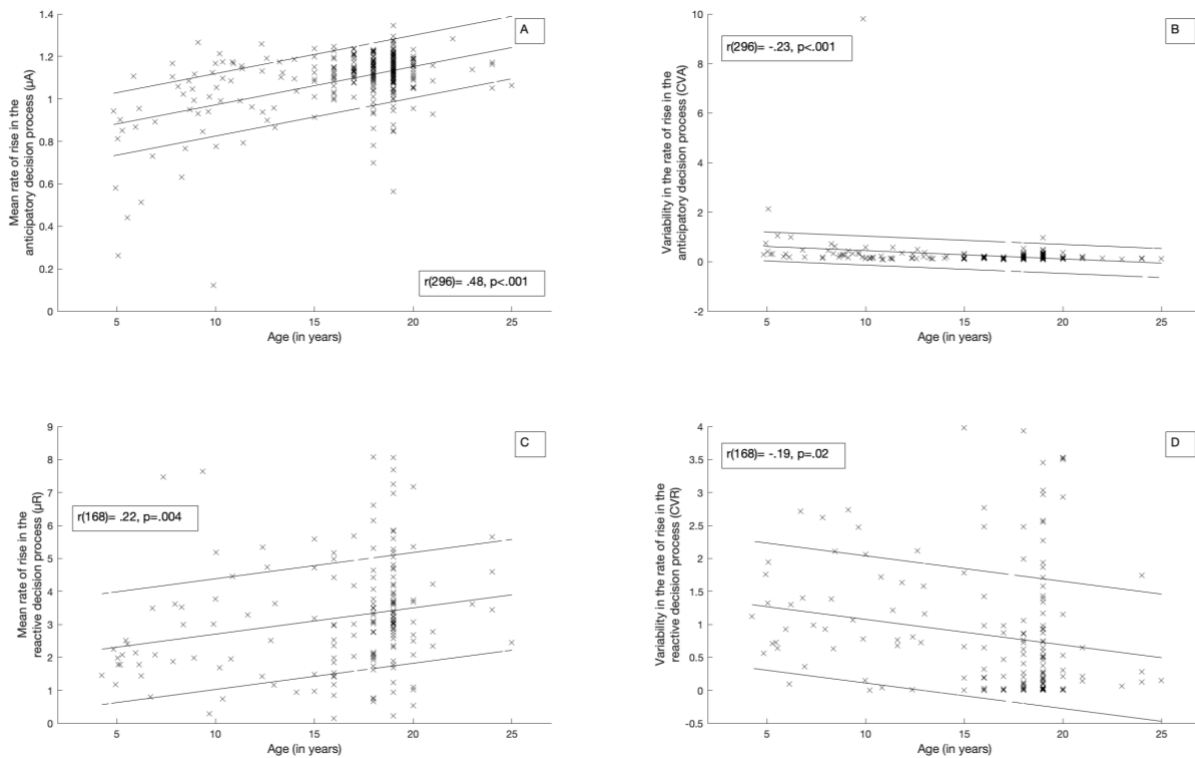 Mean rate of rise in the
anticipatory decision process (μA)
1.4
1.2
1
0.8
0.6
0.4
0.2
0
A
r(296)= .48, p<.001
5
10
15
20
25
Age (in years)
Variability in the rate of rise in the
anticipatory decision process (CVA)
10
8
6
4
2
0
-2
r(296)= -.23, p<.001
B
5
10
15
20
25
Age (in years)
Mean rate of rise in the
reactive decision process (μR)
9
8
7
6
5
4
3
2
1
0
C
r(168)= .22, p=.004
5
10
15
20
25
Age (in years)
Variability in the rate of rise in the
reactive decision process (CVR)
4
3.5
3
2.5
2
1.5
1
0.5
0
-0.5
r(168)= -.19, p=.02
D
5
10
15
20
25
Age (in years)